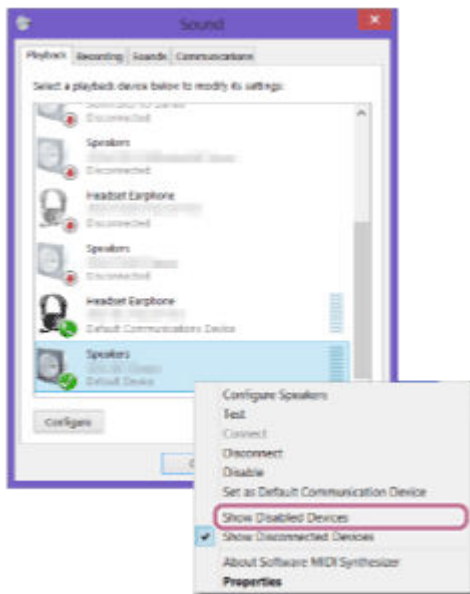 Sound
Playback Recording Sounds Communications
Select a playback device below to modify its settings:
Disconnected
Speakers
Disconnected
Headset Earphone
Disconnected
Speakers
Disconnected
Headset Earphone
Default Communications Device
Speakers
Default Device
Configure
Configure Speakers
Test
Connect
Disconnect
Disable
Set as Default Communication Device
Show Disabled Devices
Show Disconnected Devices
About Software MIDI Synthesizer
Properties